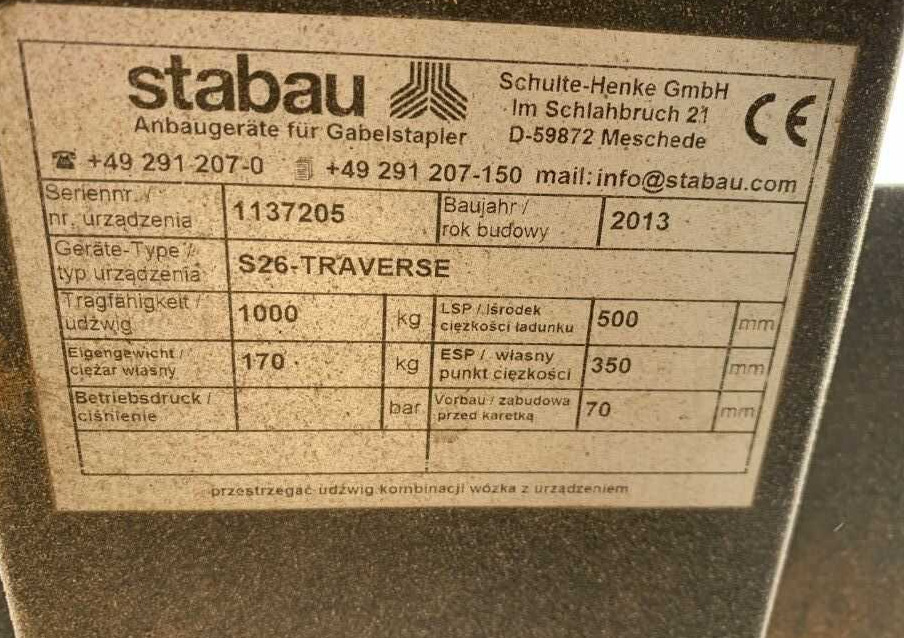 stabau
Anbaugeräte für Gabelstapler
Schulte-Henke GmbH
Im Schlahbruch 21
D-59872 Meschede
CE
+49 291 207-0 +49 291 207-150 mail: info@stabau.com
Seriennr. /
nr. urządzenia
1137205
Baujahr /
rok budowy
2013
Geräte-Type /
typ urządzenia
S26-TRAVERSE
Tragfähigkeit /
udźwig
1000
kg
LSP / Iśrodek
ciężkości ładunku
500
mm
Eigengewicht /
ciężar własny
170
kg
ESP / własny
punkt ciężkości
350
mm
Betriebsdruck /
ciśnienie
bar
Vorbau / zabudowa
przed karetką
70
mm
przestrzegać udźwig kombinacji wózka z urządzeniem